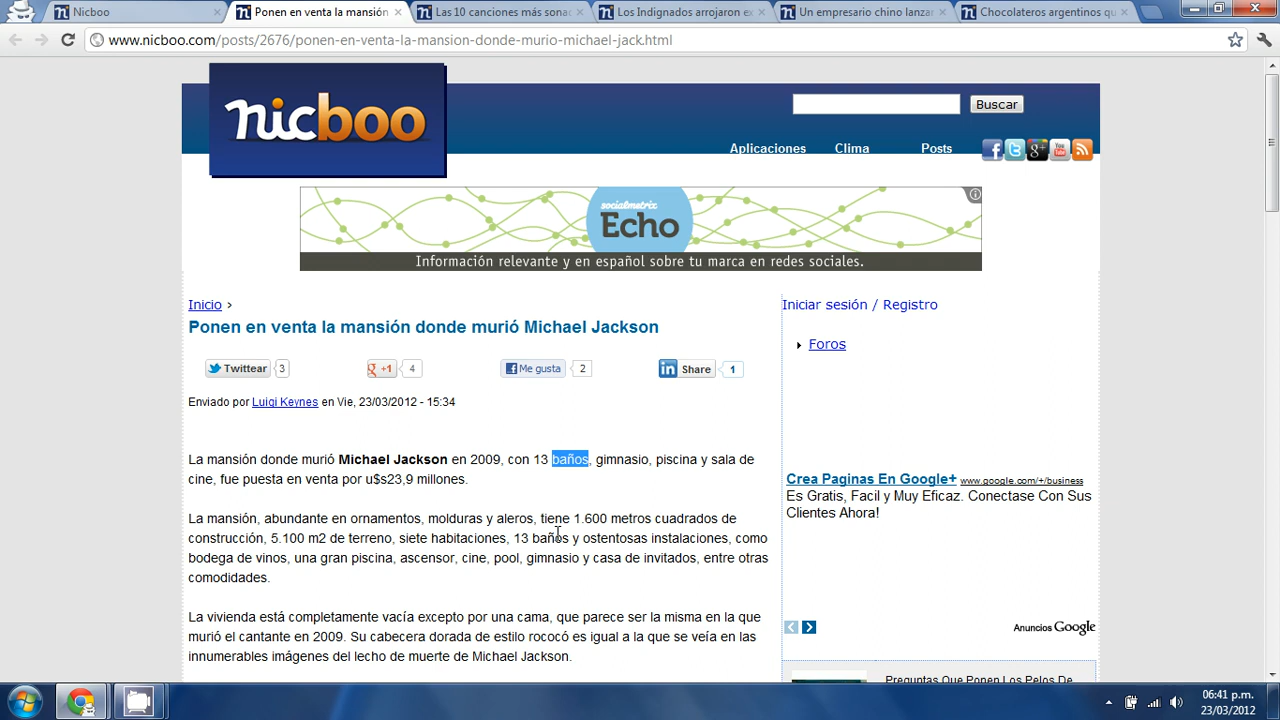 Nicboo
Ponen en venta la mansión
Las 10 canciones más sona
Los Indignados arrojaron ex
Un empresario chino lanzar
Chocolateros argentinos qu
www.nicboo.com/posts/2676/ponen-en-venta-la-mansion-donde-murio-michael-jack.html
nicboo
Buscar
Aplicaciones Clima Posts
socialmetrix
Echo
Información relevante y en español sobre tu marca en redes sociales.
Inicio ›
Iniciar sesión / Registro
Ponen en venta la mansión donde murió Michael Jackson
Foros
Twittear 3 +1 4 Me gusta 2 Share 1
Enviado por Luigi Keynes en Vie, 23/03/2012 - 15:34
La mansión donde murió Michael Jackson en 2009, con 13 baños, gimnasio, piscina y sala de
cine, fue puesta en venta por u$s23,9 millones.
La mansión, abundante en ornamentos, molduras y aleros, tiene 1.600 metros cuadrados de
construcción, 5.100 m2 de terreno, siete habitaciones, 13 baños y ostentosas instalaciones, como
bodega de vinos, una gran piscina, ascensor, cine, pool, gimnasio y casa de invitados, entre otras
comodidades.
La vivienda está completamente vacía excepto por una cama, que parece ser la misma en la que
murió el cantante en 2009. Su cabecera dorada de estilo rococó es igual a la que se veía en las
innumerables imágenes del lecho de muerte de Michael Jackson.
Crea Paginas En Google+ www.google.com/+/business
Es Gratis, Facil y Muy Eficaz. Conectase Con Sus
Clientes Ahora!
Anuncios Google
Preguntas Que Ponen Los Pelos De
06:41 p.m.
23/03/2012